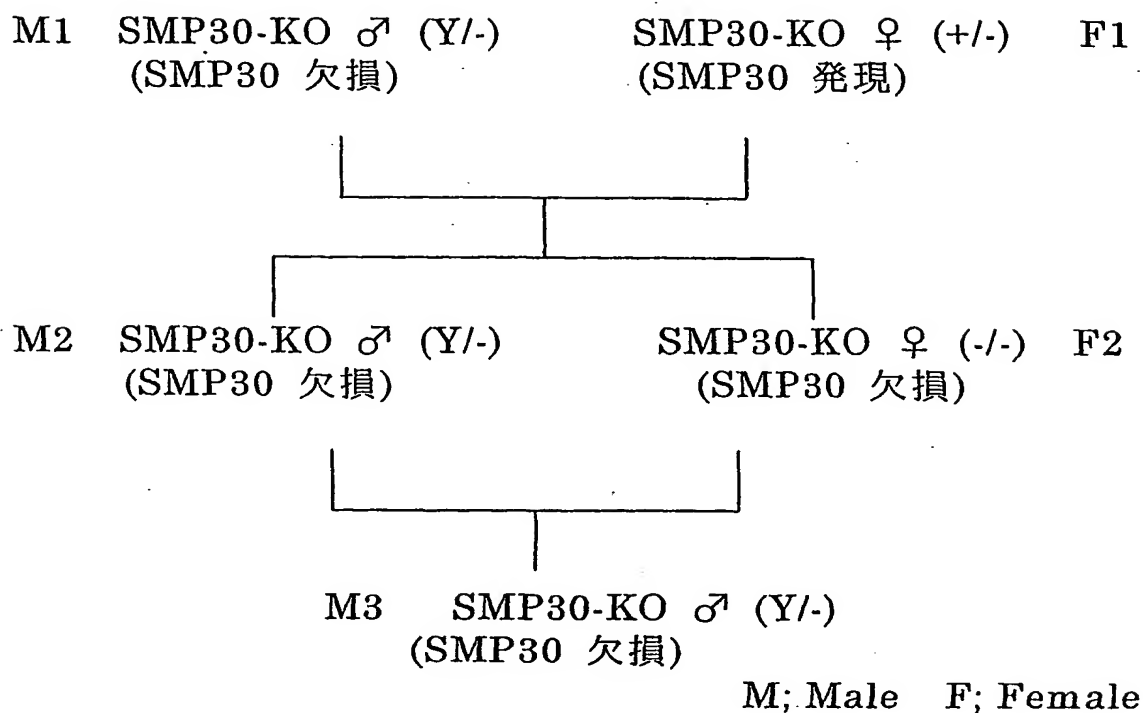 M1 SMP30-KO ♂ (Y/-) SMP30-KO ♀ (+/-) F1
(SMP30 欠損) (SMP30 発現)
M2 SMP30-KO ♂ (Y/-) SMP30-KO ♀ (-/-) F2
(SMP30 欠損) (SMP30 欠損)
M3 SMP30-KO ♂ (Y/-)
(SMP30 欠損)
M; Male F; Female